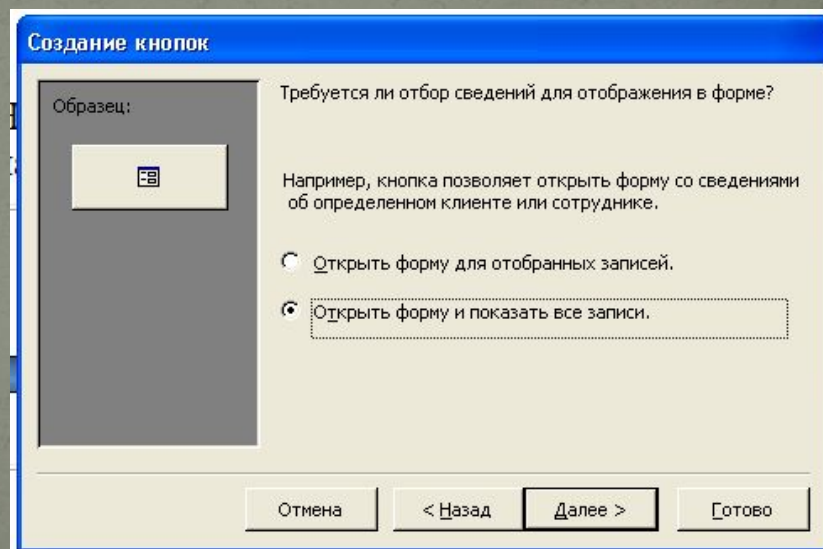 Создание кнопок
Образец:
Требуется ли отбор сведений для отображения в форме?
Например, кнопка позволяет открыть форму со сведениями
об определенном клиенте или сотруднике.
Открыть форму для отобранных записей.
Открыть форму и показать все записи.
Отмена
< Назад
Далее >
Готово